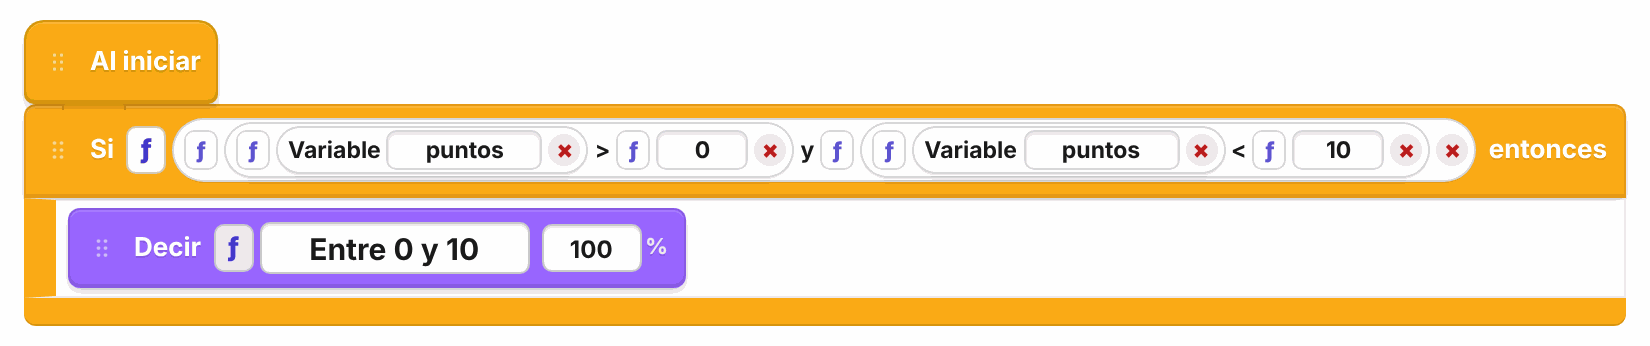 Al iniciar
Si ƒ ƒ ƒ Variable puntos ✖ > ƒ 0 ✖ y ƒ ƒ Variable puntos ✖ < ƒ 10 ✖ ✖ entonces
Decir ƒ Entre 0 y 10 100 %